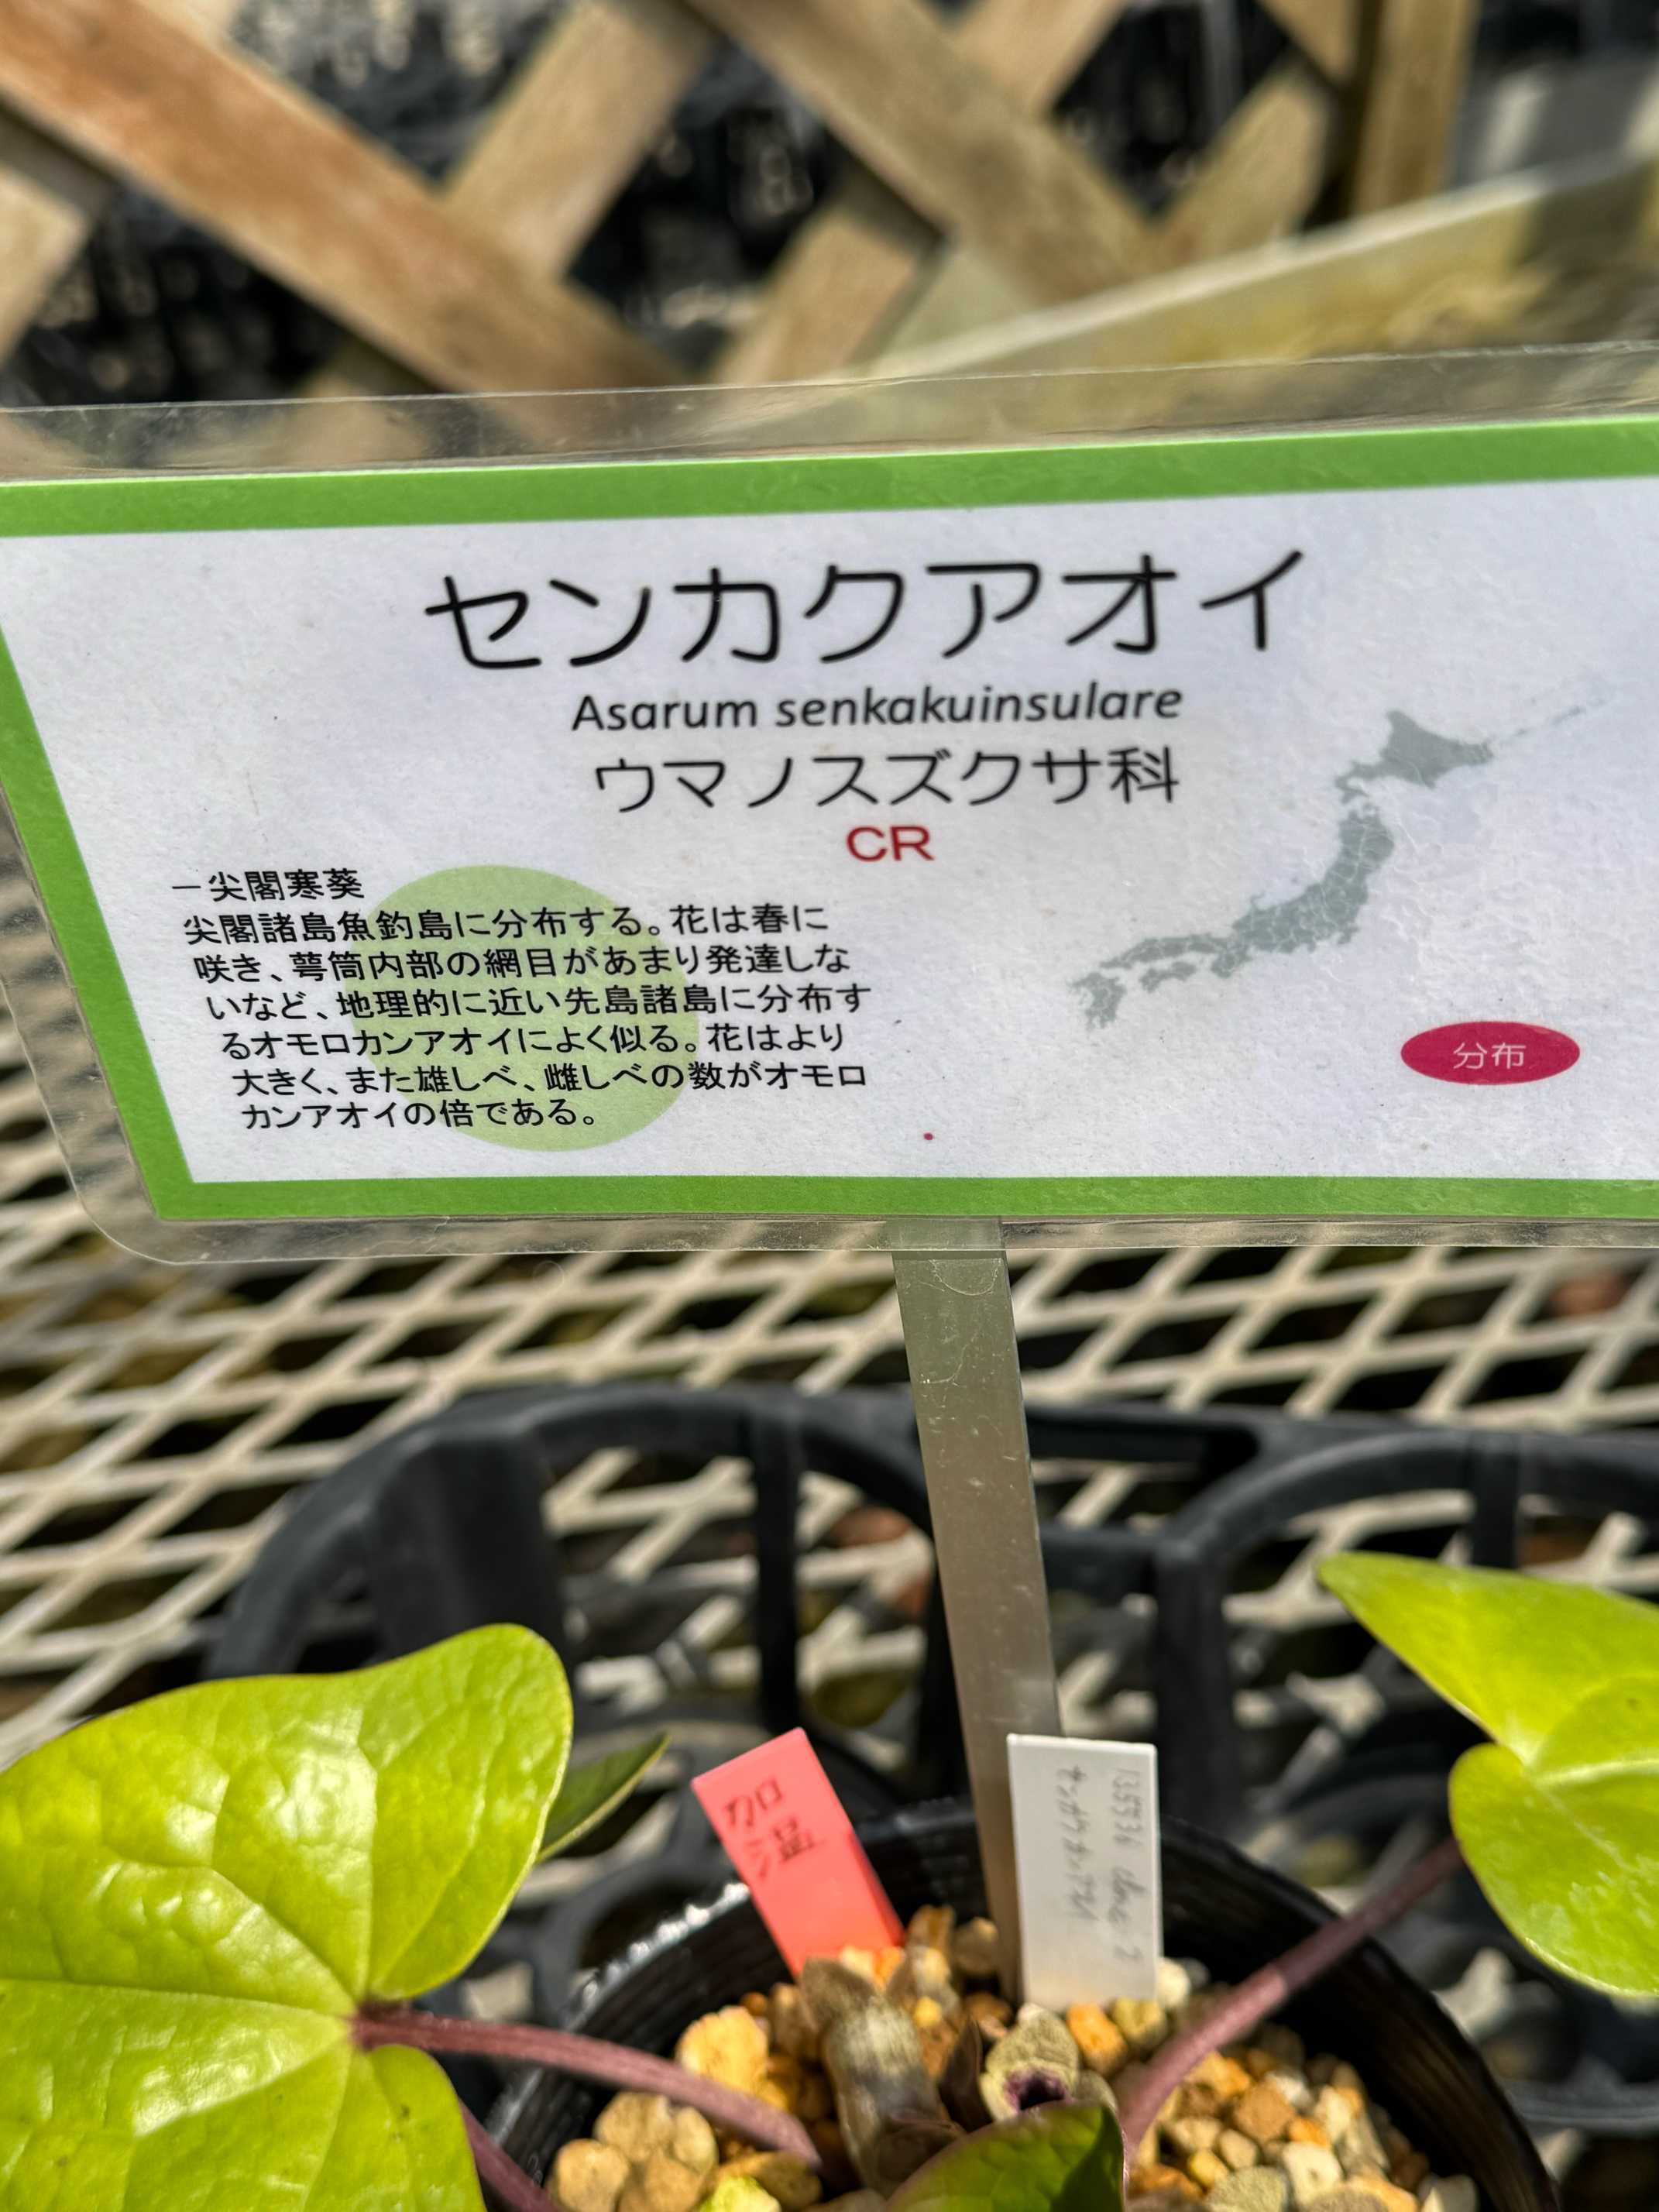 センカクアオイ
Asarum senkakuinsulare
ウマノスズクサ科
CR
－尖閣寒葵
尖閣諸島魚釣島に分布する。花は春に
咲き、萼筒内部の網目があまり発達しな
いなど、地理的に近い先島諸島に分布す
るオモロカンアオイによく似る。花はより
大きく、また雄しべ、雌しべの数がオモロ
カンアオイの倍である。
分布
加温